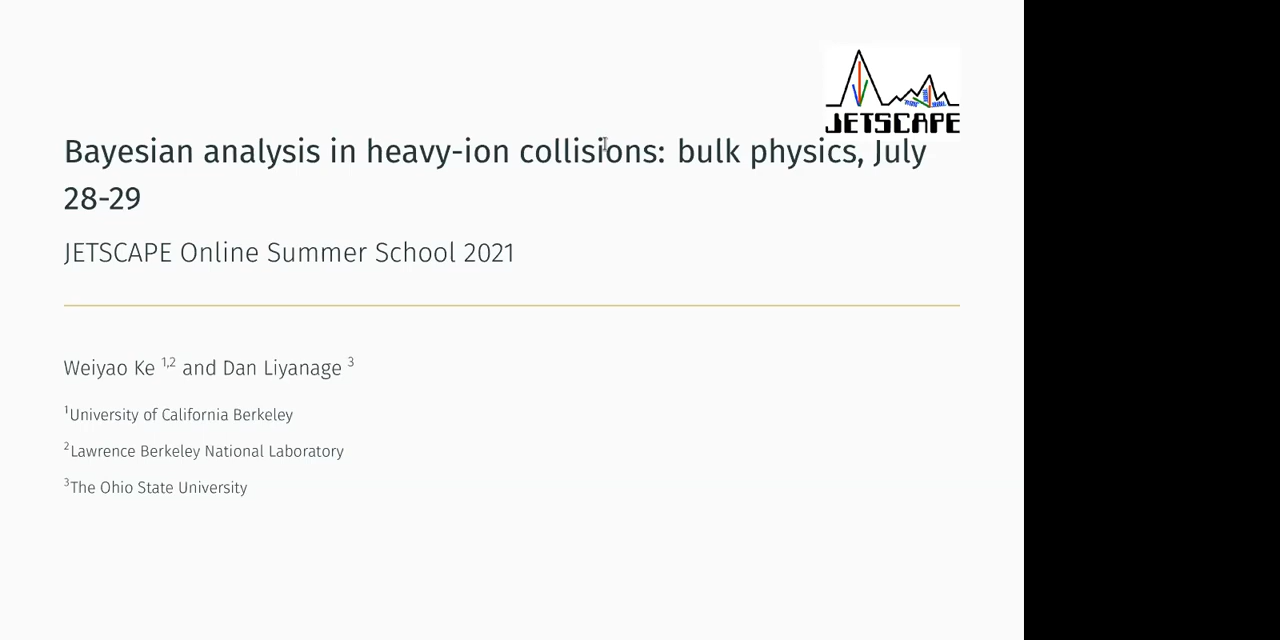 JETSCAPE
Bayesian analysis in heavy-ion collisions: bulk physics, July
28-29
JETSCAPE Online Summer School 2021
Weiyao Ke 1,2 and Dan Liyanage 3
1University of California Berkeley
2Lawrence Berkeley National Laboratory
3The Ohio State University